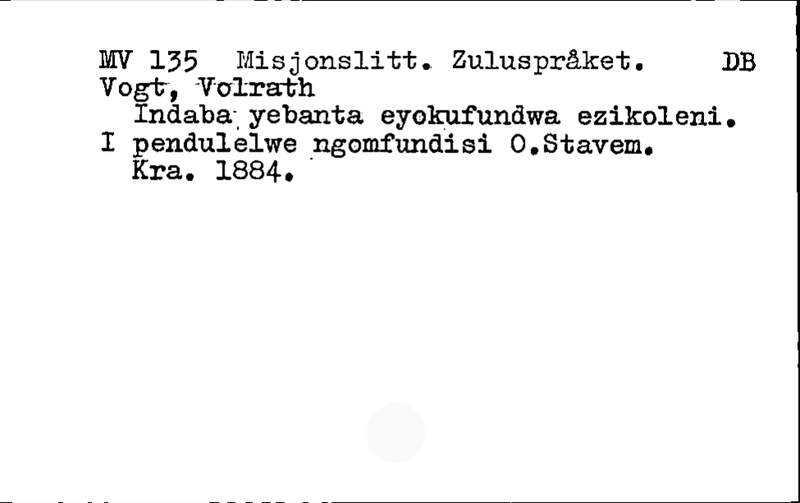 MV 135 Misjonslitt. Zuluspråket. DB
Vogt, Volrath
Indaba yebanta eyokufundwa ezikoleni.
I pendulelwe ngomfundisi O.Stavem.
Kra. 1884.